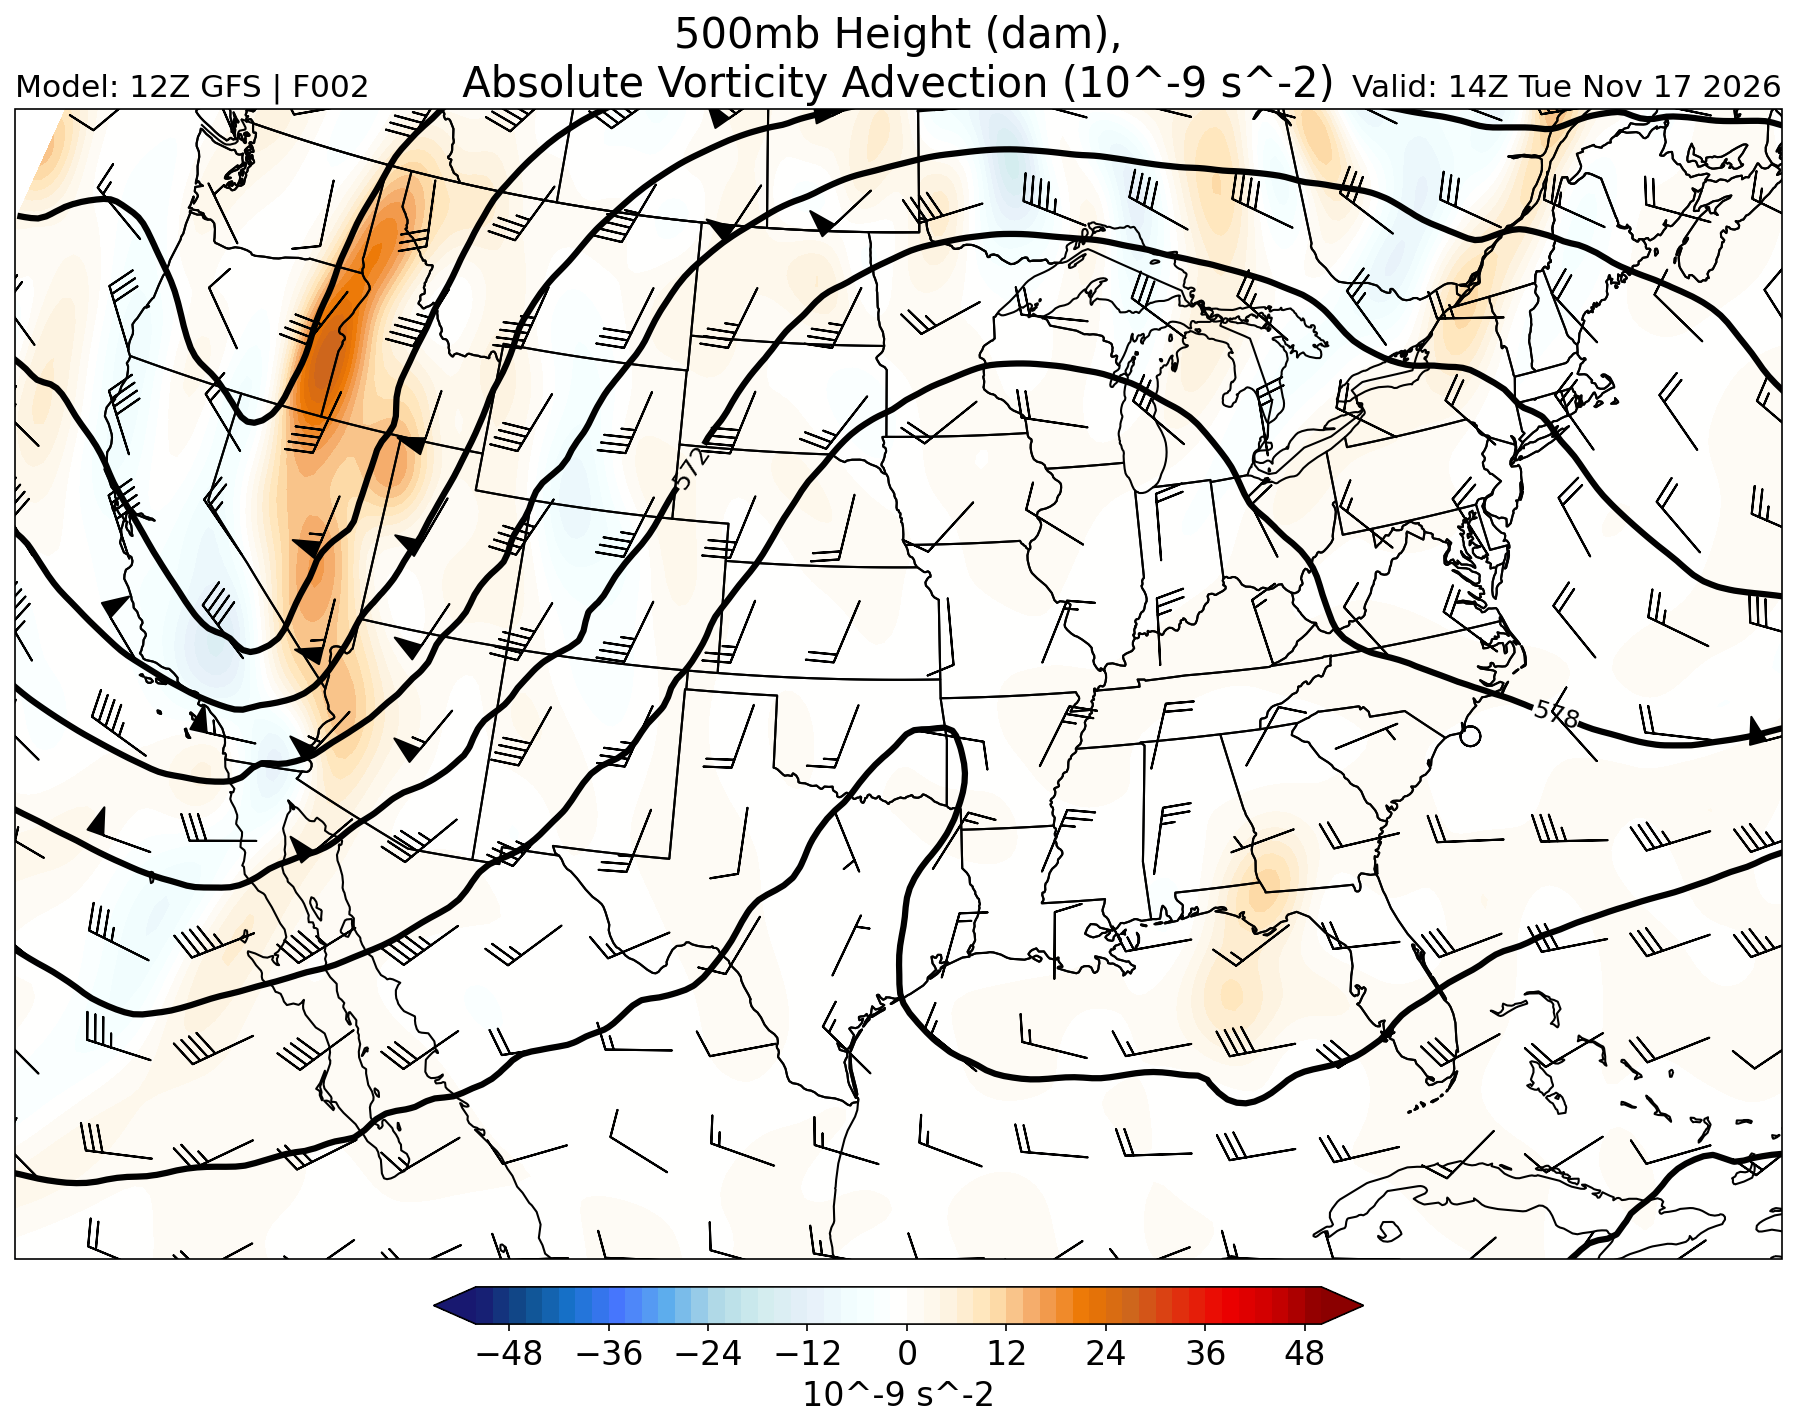 500mb Height (dam),
Model: 12Z GFS | F002
Absolute Vorticity Advection (10^-9 s^-2)
Valid: 14Z Tue Nov 17 2026
572
578
−48 −36 −24 −12 0 12 24 36 48
10^-9 s^-2